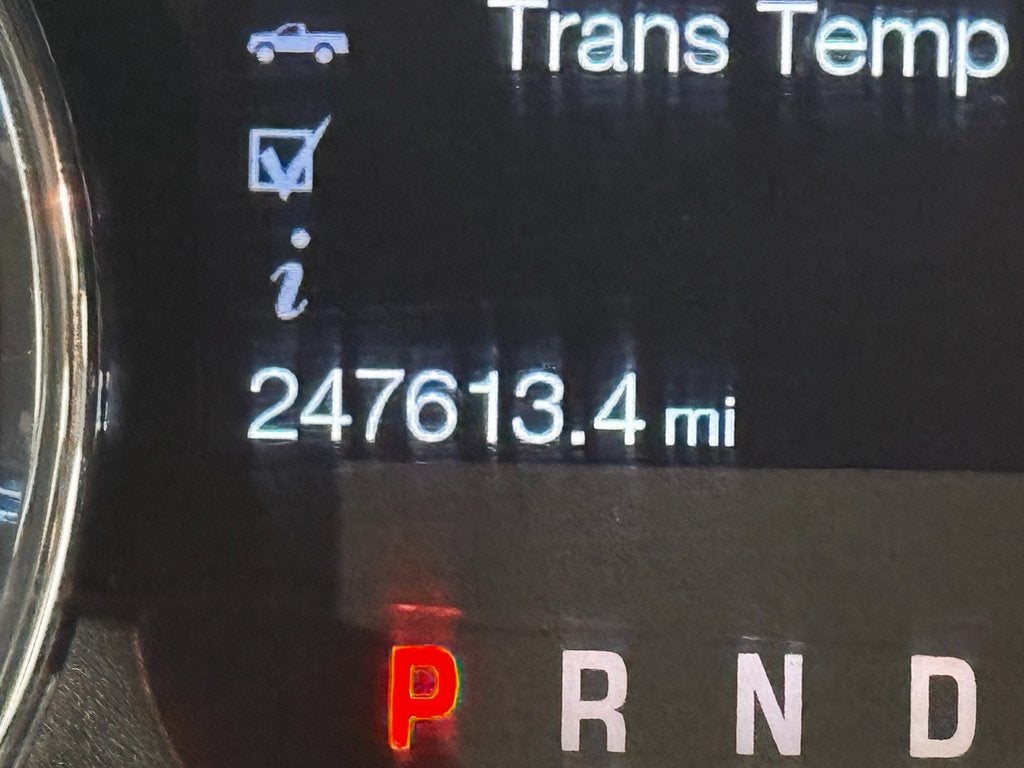 Trans Temp
i
247613.4 mi
P R N D